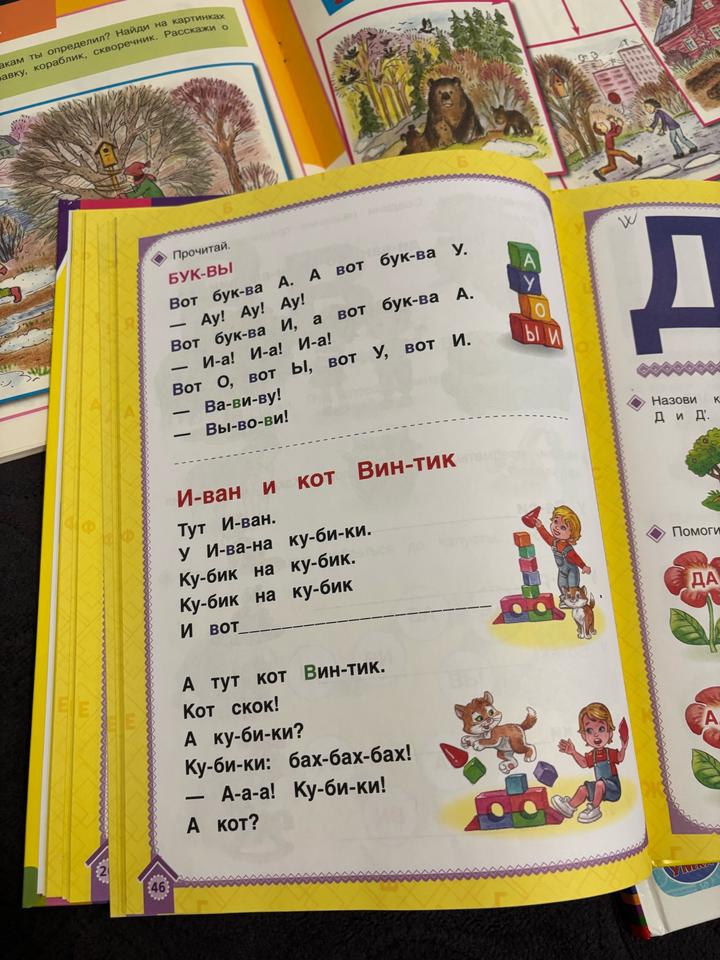 акам ты определил? Найди на картинках
равку, кораблик, скворечник. Расскажи о
Б
Прочитай.
БУК-ВЫ
Вот бук-ва А. А вот бук-ва У.
— Ау! Ау! Ау!
Вот бук-ва И, а вот бук-ва А.
— И-а! И-а! И-а!
Вот О, вот Ы, вот У, вот И.
— Ва-ви-ву!
— Вы-во-ви!
А
У
О
Ы И
И-ван и кот Вин-тик
Тут И-ван.
У И-ва-на ку-би-ки.
Ку-бик на ку-бик.
Ку-бик на ку-бик
И вот
А тут кот Вин-тик.
Кот скок!
А ку-би-ки?
Ку-би-ки: бах-бах-бах!
— А-а-а! Ку-би-ки!
А кот?
46
Д
Назови к
Д и Д'.
Помоги
ДА